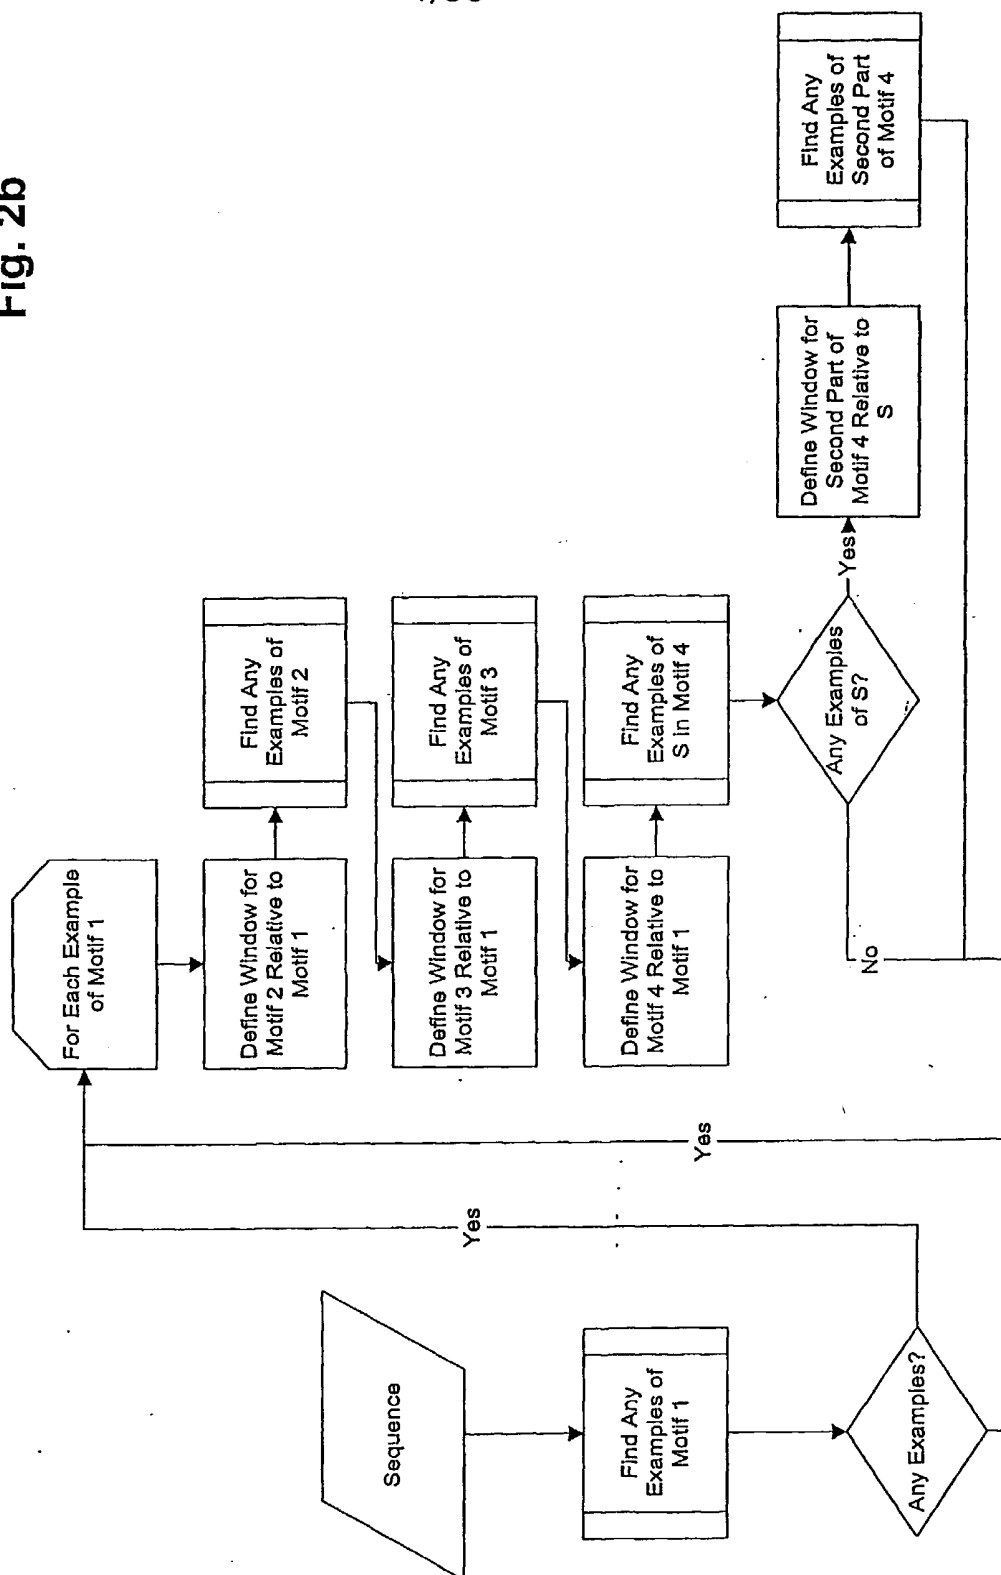 Fig. 2b
Sequence
Find Any
Examples of
Motif 1
Any Examples?
Yes
Yes
For Each Example
of Motif 1
Define Window for
Motif 2 Relative to
Motif 1
Find Any
Examples of
Motif 2
Define Window for
Motif 3 Relative to
Motif 1
Find Any
Examples of
Motif 3
Define Window for
Motif 4 Relative to
Motif 1
Find Any
Examples of
S in Motif 4
Any Examples
of S?
No
Yes
Define Window for
Second Part of
Motif 4 Relative to
S
Find Any
Examples of
Second Part
of Motif 4